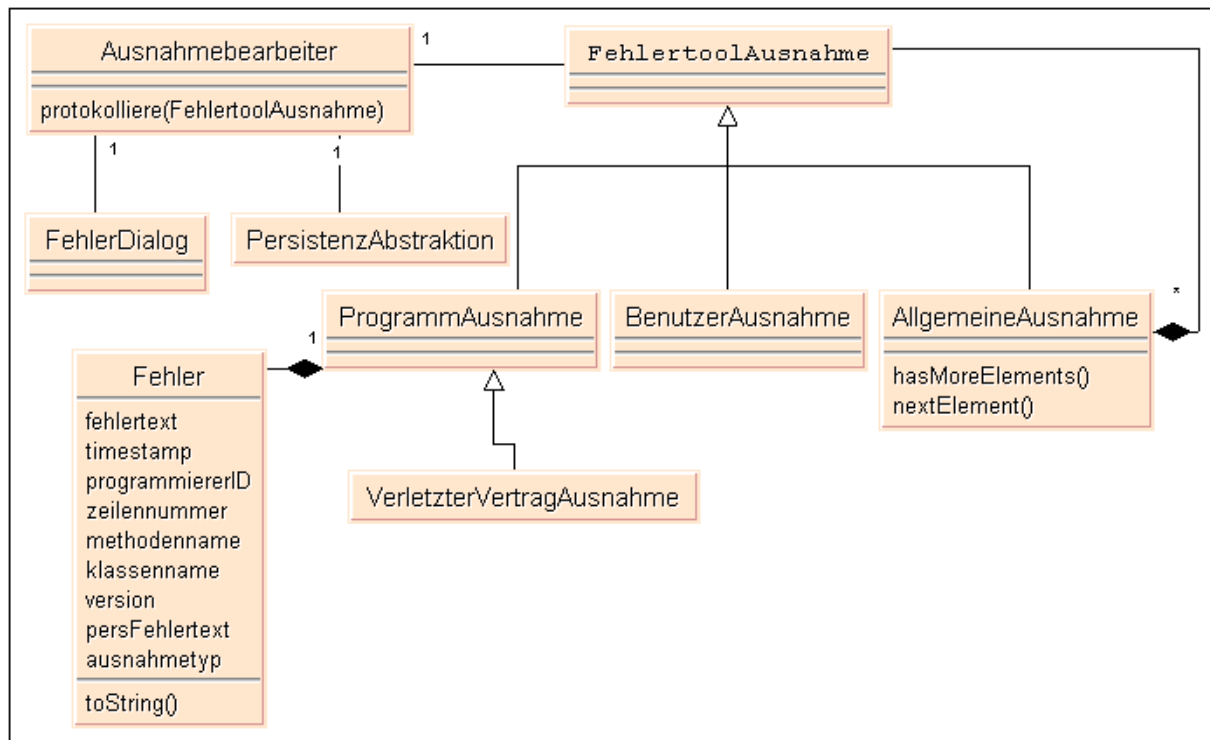 Ausnahmebearbeiter
protokolliere(FehlertoolAusnahme)
1
FehlertoolAusnahme
1
1
FehlerDialog
PersistenzAbstraktion
ProgrammAusnahme
BenutzerAusnahme
AllgemeineAusnahme
hasMoreElements()
nextElement()
*
1
Fehler
fehlertext
timestamp
programmiererID
zeilennummer
methodenname
klassenname
version
persFehlertext
ausnahmetyp
toString()
VerletzterVertragAusnahme